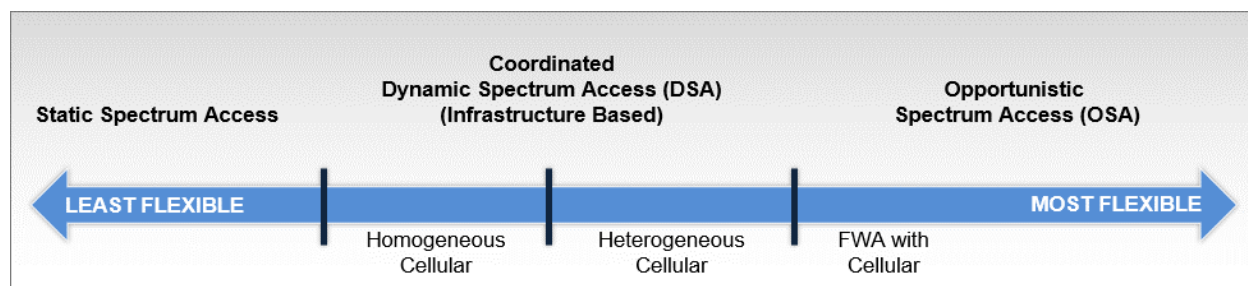 Static Spectrum Access
Coordinated
Dynamic Spectrum Access (DSA)
(Infrastructure Based)
Opportunistic
Spectrum Access (OSA)
LEAST FLEXIBLE
MOST FLEXIBLE
Homogeneous
Cellular
Heterogeneous
Cellular
FWA with
Cellular